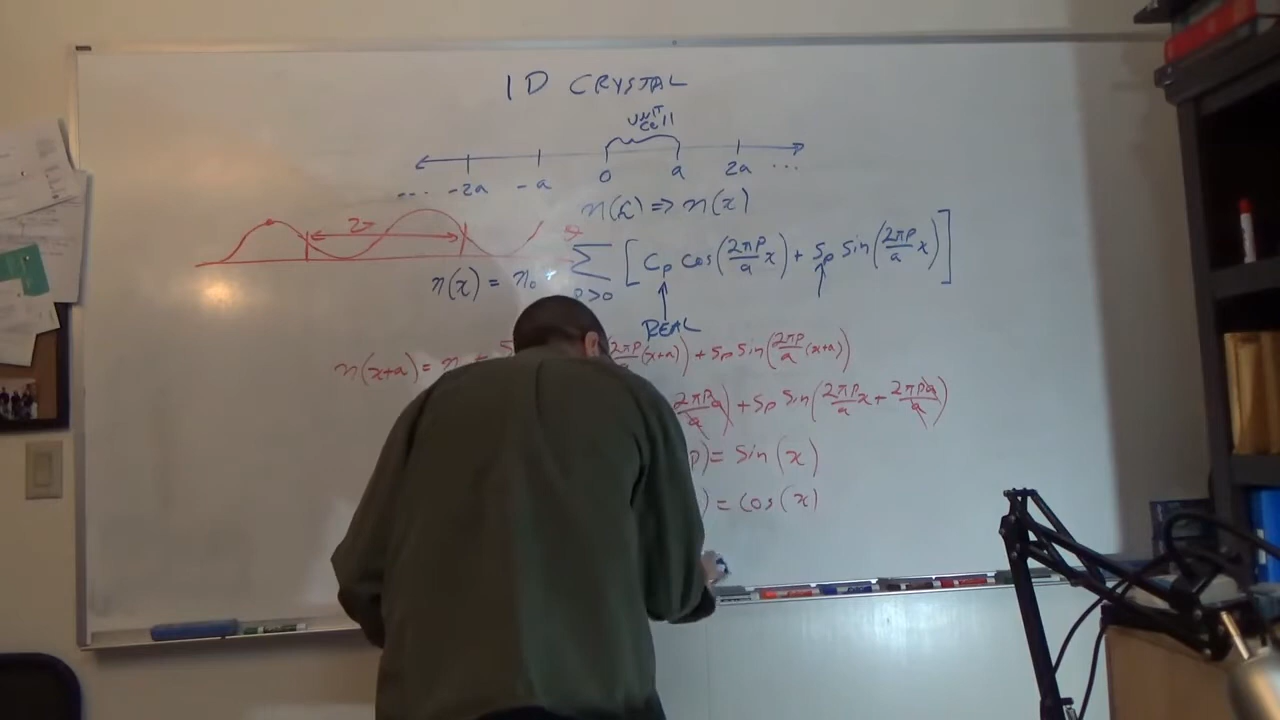 1D CRYSTAL
UNIT
Cell
... -2a -a 0 a 2a ...
n(r) => n(x)
2π
n(x) = n₀ + ∑ p>0 [Cp cos(2πp/a x) + Sp sin(2πp/a x)]
REAL
n(x+a) = n (2πp/a (x+a)) + Sp sin(2πp/a (x+a))
2πpa/a) + Sp sin(2πp/a x + 2πpa/a)
p) = sin(x)
) = cos(x)